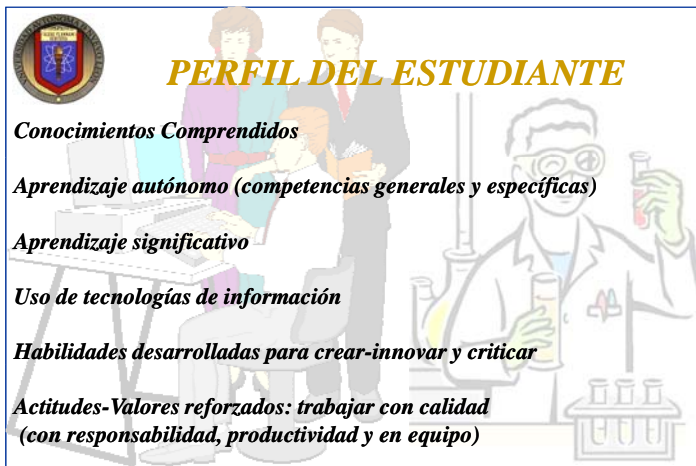 PERFIL DEL ESTUDIANTE
Conocimientos Comprendidos
Aprendizaje autónomo (competencias generales y específicas)
Aprendizaje significativo
Uso de tecnologías de información
Habilidades desarrolladas para crear-innovar y criticar
Actitudes-Valores reforzados: trabajar con calidad
(con responsabilidad, productividad y en equipo)